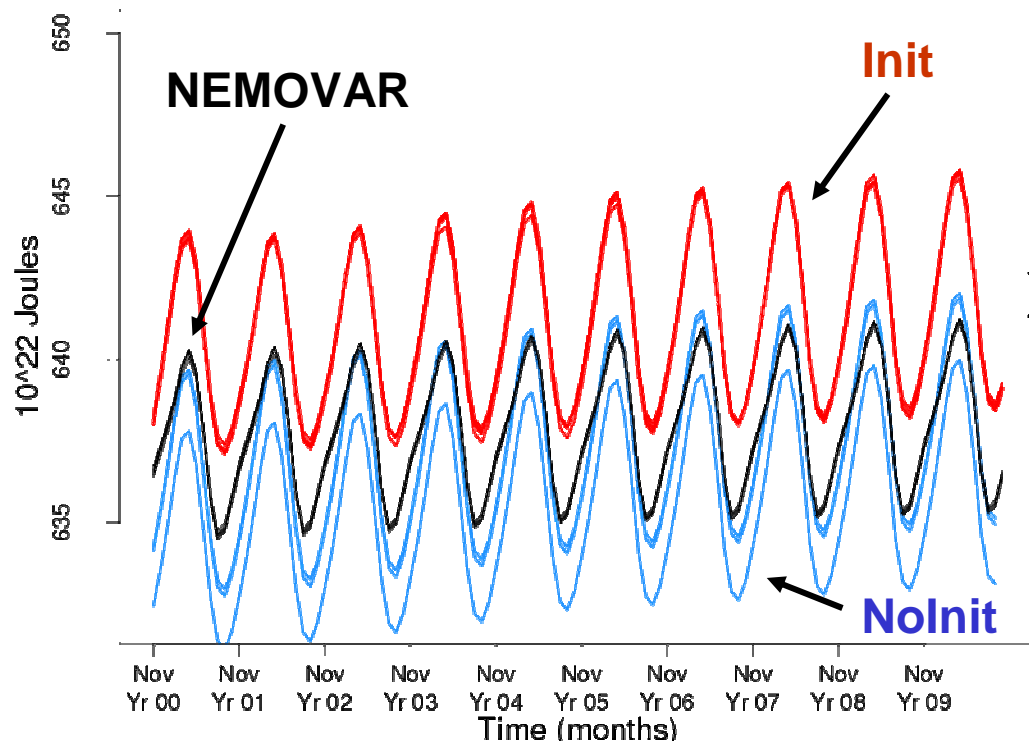 650
Init
NEMOVAR
645
10^22 Joules
640
635
NoInit
Nov Nov Nov Nov Nov Nov Nov Nov Nov Nov
Yr 00 Yr 01 Yr 02 Yr 03 Yr 04 Yr 05 Yr 06 Yr 07 Yr 08 Yr 09
Time (months)